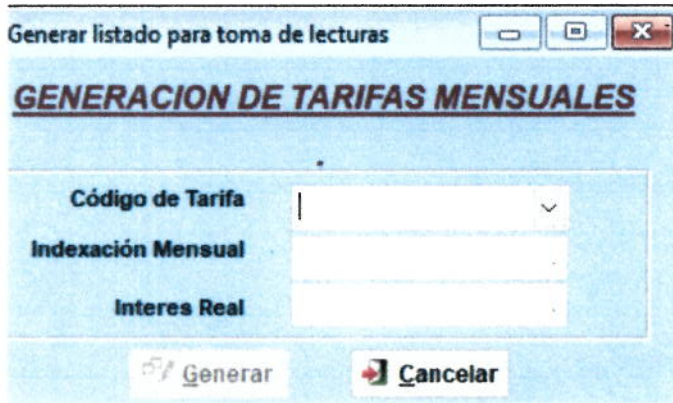 Generar listado para toma de lecturas
GENERACION DE TARIFAS MENSUALES
Código de Tarifa
Indexación Mensual
Interes Real
Generar
Cancelar